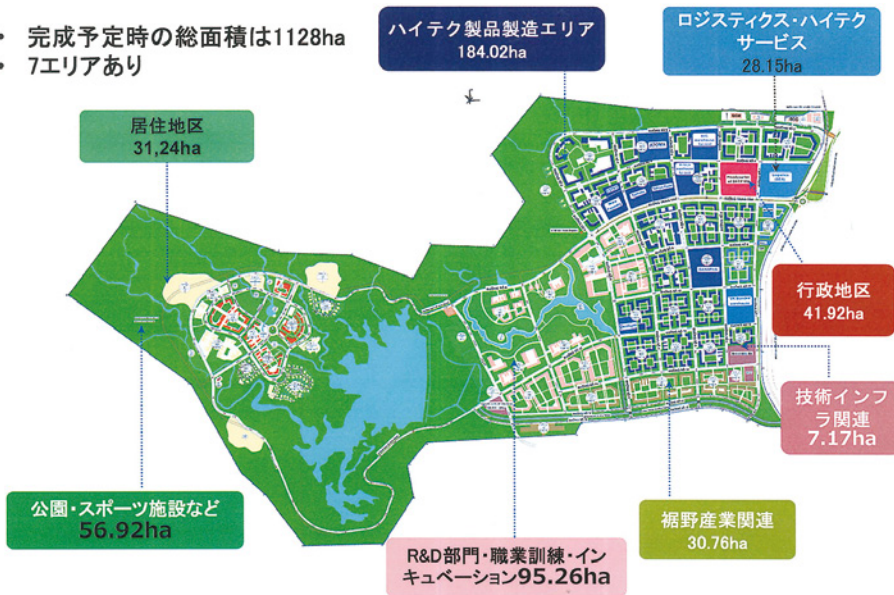 • 完成予定時の総面積は1128ha
• 7エリアあり
ハイテク製品製造エリア
184.02ha
ロジスティクス・ハイテク
サービス
28.15ha
居住地区
31,24ha
行政地区
41.92ha
技術インフ
ラ関連
7.17ha
公園・スポーツ施設など
56.92ha
裾野産業関連
30.76ha
R&D部門・職業訓練・イン
キュベーション95.26ha